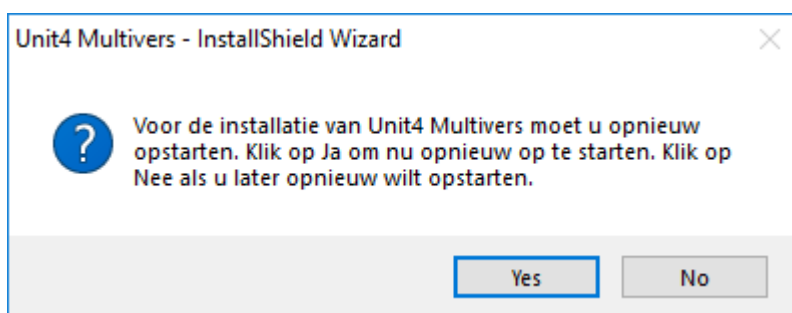 Unit4 Multivers - InstallShield Wizard
Voor de installatie van Unit4 Multivers moet u opnieuw
opstarten. Klik op Ja om nu opnieuw op te starten. Klik op
Nee als u later opnieuw wilt opstarten.
Yes No